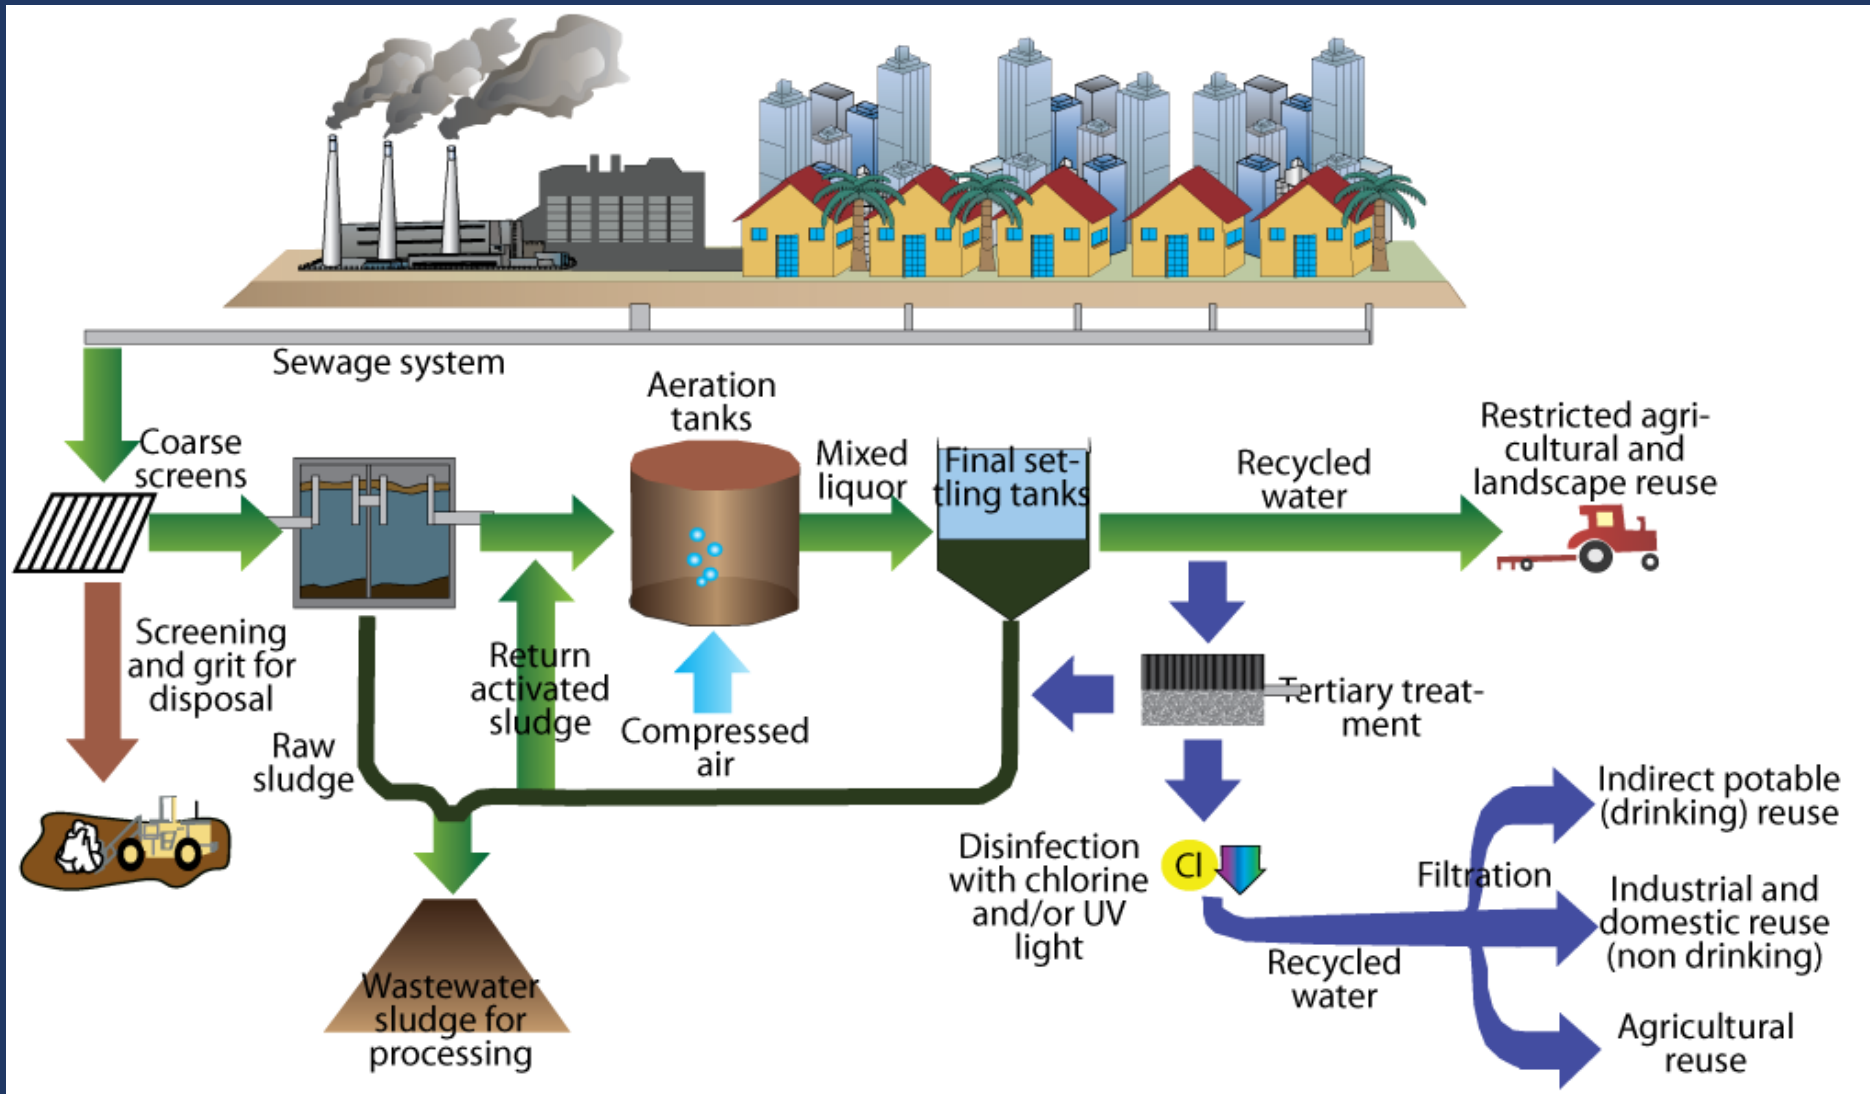 Sewage system
Coarse
screens
Aeration
tanks
Mixed
liquor
Final set-
tling tanks
Recycled
water
Restricted agri-
cultural and
landscape reuse
Screening
and grit for
disposal
Raw
sludge
Return
activated
sludge
Compressed
air
Tertiary treat-
ment
Wastewater
sludge for
processing
Disinfection
with chlorine
and/or UV
light
Cl
Recycled
water
Filtration
Indirect potable
(drinking) reuse
Industrial and
domestic reuse
(non drinking)
Agricultural
reuse